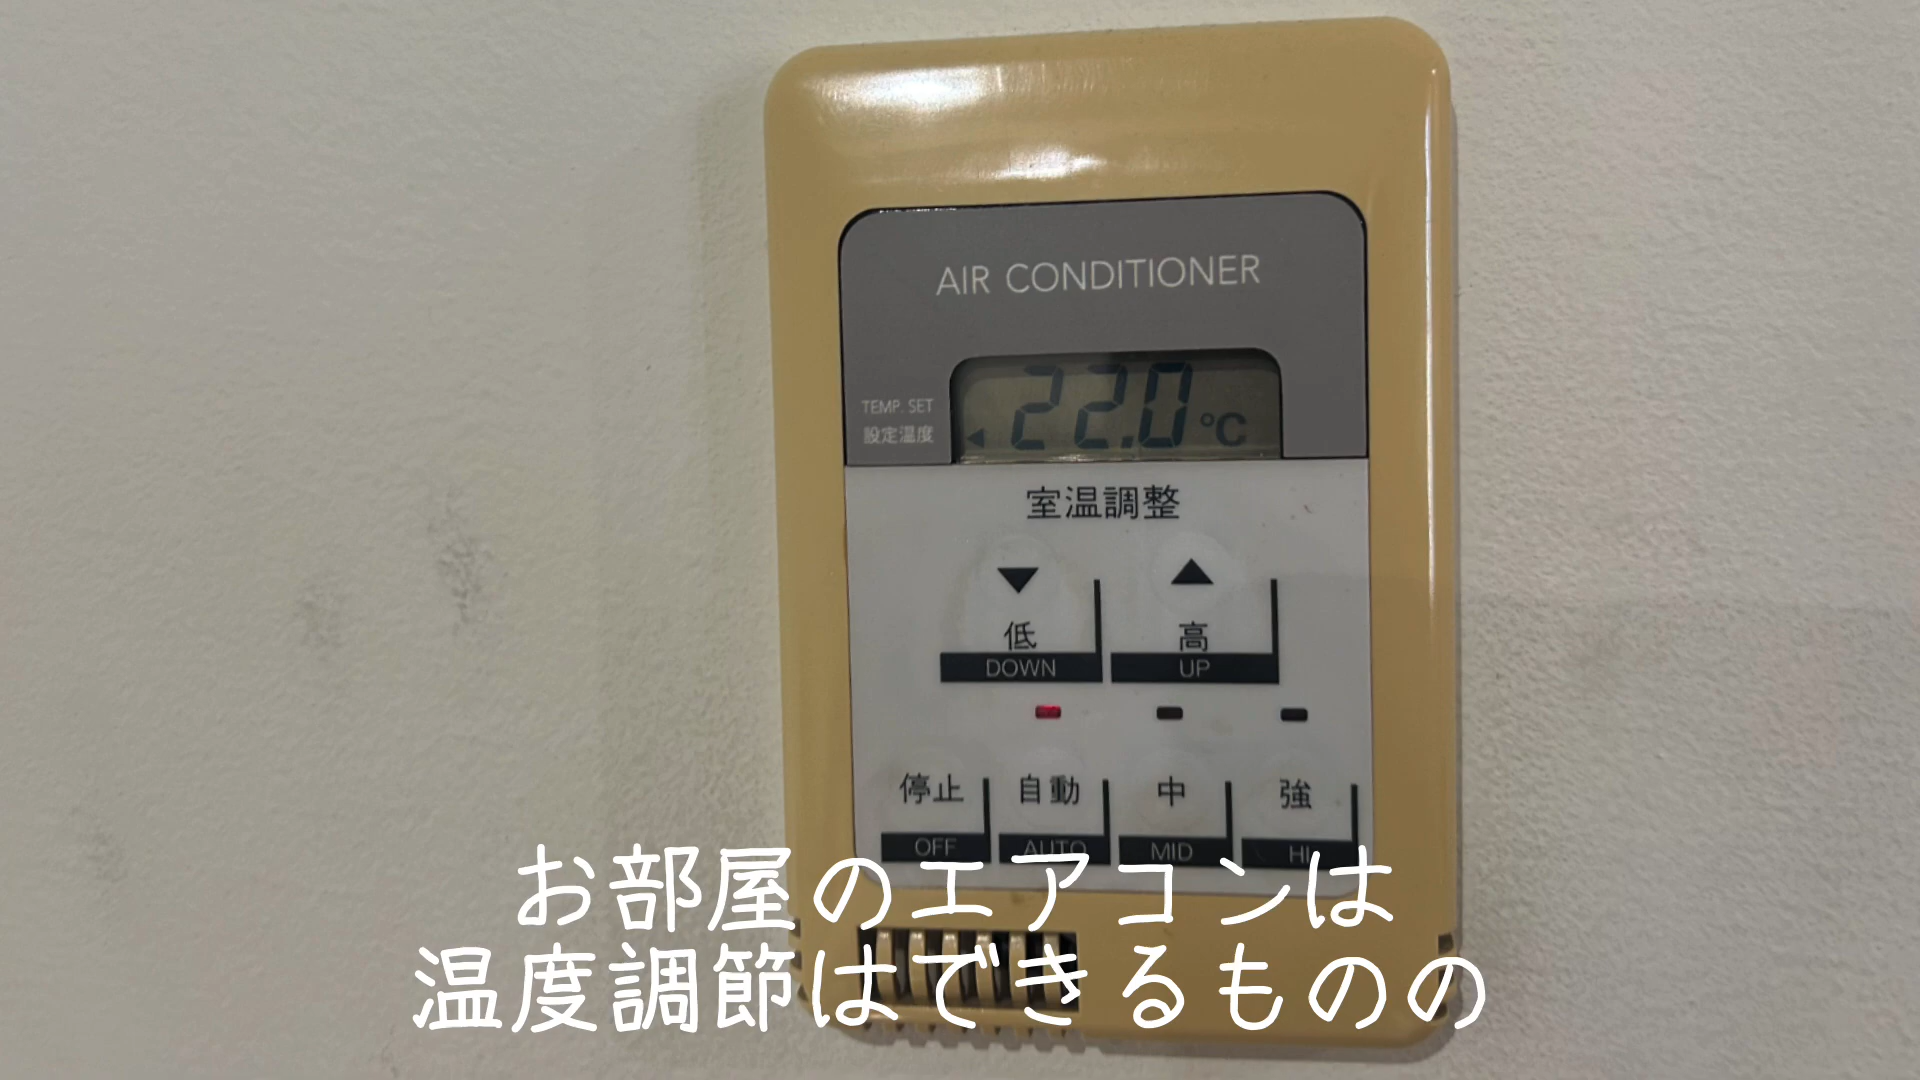 AIR CONDITIONER
22.0 ℃
TEMP. SET
設定温度
室温調整
低 高
DOWN UP
停止 自動 中 強
OFF AUTO MID HI
お部屋のエアコンは
温度調節はできるものの